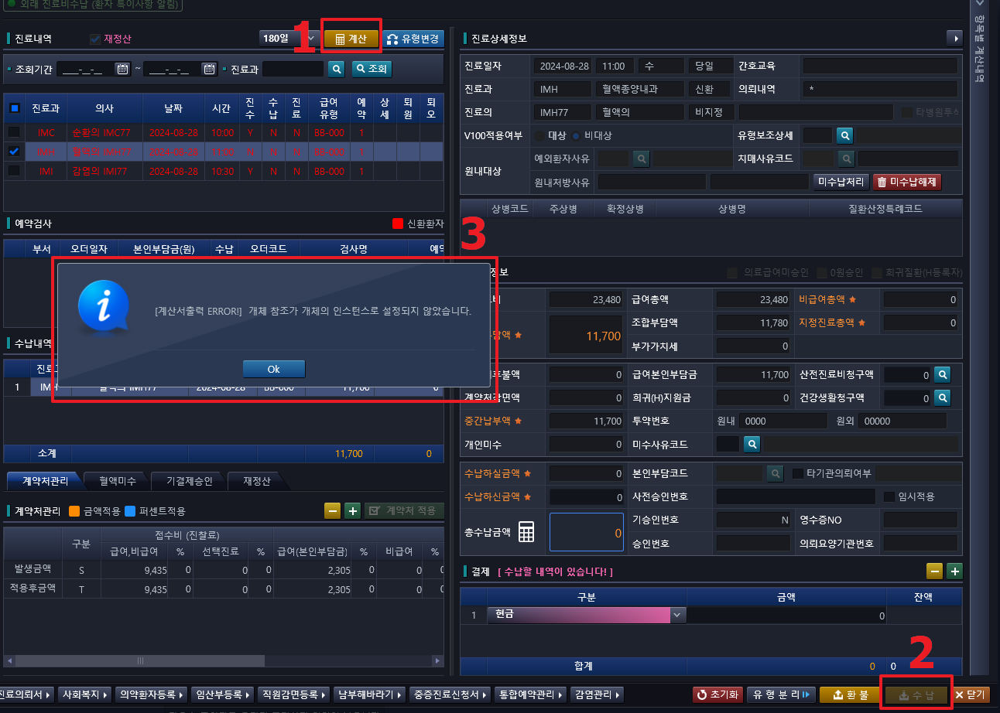 외래 진료비수납 (환자 특이사항 알림)
진료내역 재정산 180일 계산 유형변경
1
조회기간 ____-__-__ ~ ____-__-__ 진료과 조회
진료과 의사 날짜 시간 진수 수납 진료 급여유형 예약 상세 퇴원 퇴오
IMC 순환의 IMC77 2024-08-28 10:00 Y N N BB-000 1
IMH 혈액의 IMH77 2024-08-28 11:00 N N N BB-000 1
IMI 감염의 IMI77 2024-08-28 10:30 Y N N BB-000 1
예약검사 신환환자
부서 오더일자 본인부담금(원) 수납 오더코드 검사명
[계산서출력 ERROR!] 개체 참조가 개체의 인스턴스로 설정되지 않았습니다.
Ok
3
수납내역
1 IMH 혈액의 IMH77 2024-08-28 BB-000 11,700 0
소계 11,700 0
계약처관리 혈액미수 기결제승인 재정산
계약처관리 금액적용 퍼센트적용 계약처 적용
구분 접수비 (진찰료)
급여,비급여 % 선택진료 % 급여(본인부담금) % 비급여 %
발생금액 S 9,435 0 0 0 2,305 0 0 0
적용후금액 T 9,435 0 0 0 2,305 0 0 0
진료상세정보
진료일자 2024-08-28 11:00 수 당일 간호교육
진료과 IMH 혈액종양내과 신환 의뢰내역 *
진료의 IMH77 혈액의 비지정 타병원투석
V100적용여부 대상 비대상 유형보조상세
원내대상 예외환자사유 치매사유코드
원내처방사유 미수납처리 미수납해제
상병코드 주상병 확정상병 상병명 질환산정특례코드
정보 의료급여미승인 0원승인 희귀질환(H등록자)
23,480 급여총액 23,480 비급여총액 ★ 0
★ 11,700 조합부담액 11,780 지정진료총액 ★ 0
부가가치세 0
후불액 0 급여본인부담금 11,700 산전진료비청구액 0
계약처감면액 0 희귀(H)지원금 0 건강생활청구액 0
중간납부액 ★ 11,700 투약번호 원내 0000 원외 00000
개인미수 0 미수사유코드
수납하실금액 ★ 0 본인부담코드 타기관의뢰여부
수납하신금액 ★ 0 사전승인번호 임시적용
총수납금액 0 기승인번호 N 영수증NO
승인번호 의뢰요양기관번호
결제 [ 수납할 내역이 있습니다! ]
구분 금액 잔액
1 현금 0
합계 0 0
2
진료의뢰서 사회복지 의약환자등록 임산부등록 직원감면등록 납부해바라기 중증진료신청서 통합예약관리 감염관리 초기화 유 형 분 리 환 불 수 납 닫기
항목별 계산내역